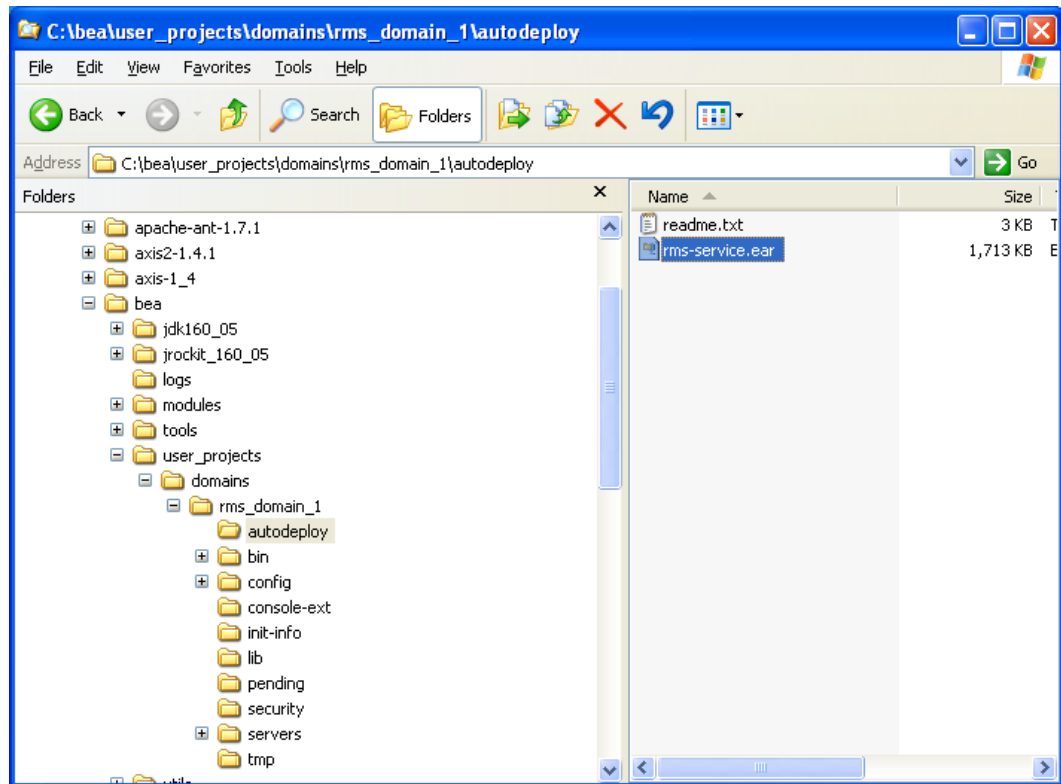 C:\bea\user_projects\domains\rms_domain_1\autodeploy
File Edit View Favorites Tools Help
Back Search Folders
Address C:\bea\user_projects\domains\rms_domain_1\autodeploy Go
Folders
Name Size
apache-ant-1.7.1
readme.txt 3 KB
axis2-1.4.1
rms-service.ear 1,713 KB
axis-1_4
bea
jdk160_05
jrockit_160_05
logs
modules
tools
user_projects
domains
rms_domain_1
autodeploy
bin
config
console-ext
init-info
lib
pending
security
servers
tmp